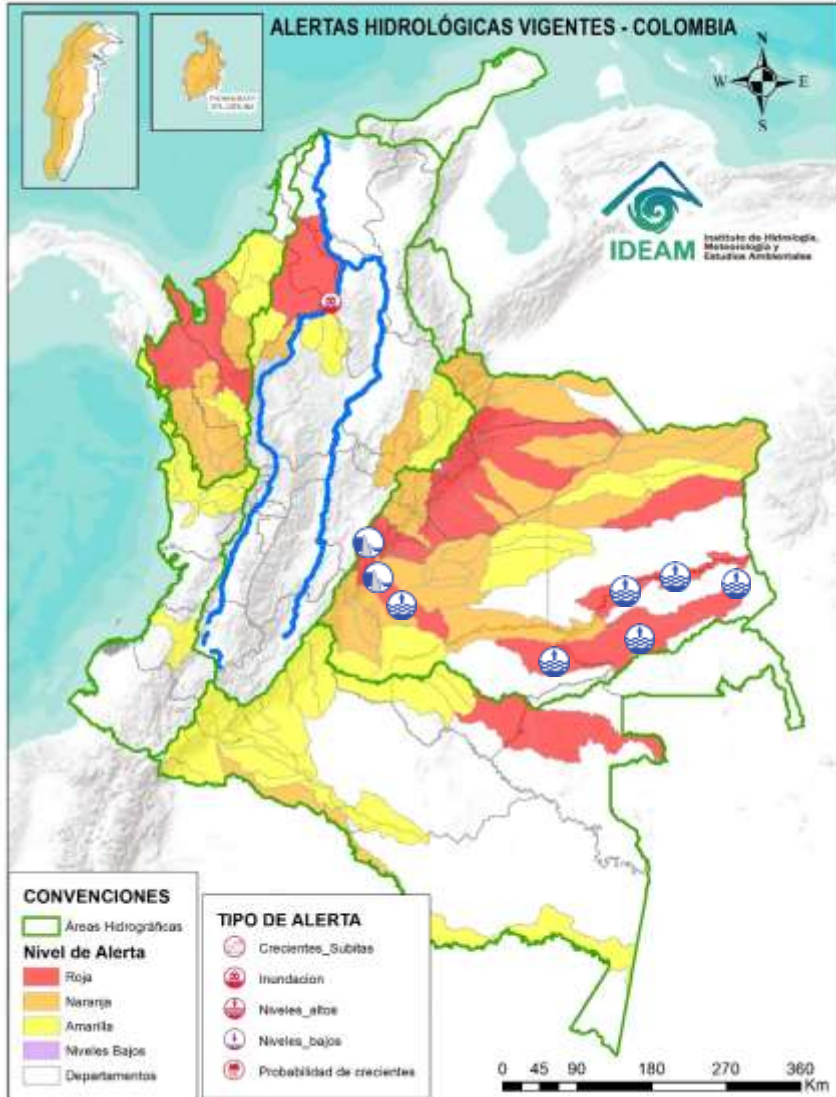 ALERTAS HIDROLÓGICAS VIGENTES - COLOMBIA
N
W
E
S
IDEAM
Instituto de Hidrología,
Meteorología y
Estudios Ambientales
CONVENCIONES
Áreas Hidrográficas
Nivel de Alerta
Roja
Naranja
Amarilla
Niveles Bajos
Departamentos
TIPO DE ALERTA
Crecientes_Subitas
Inundacion
Niveles_altos
Niveles_bajos
Probabilidad de crecientes
0 45 90 180 270 360
Km